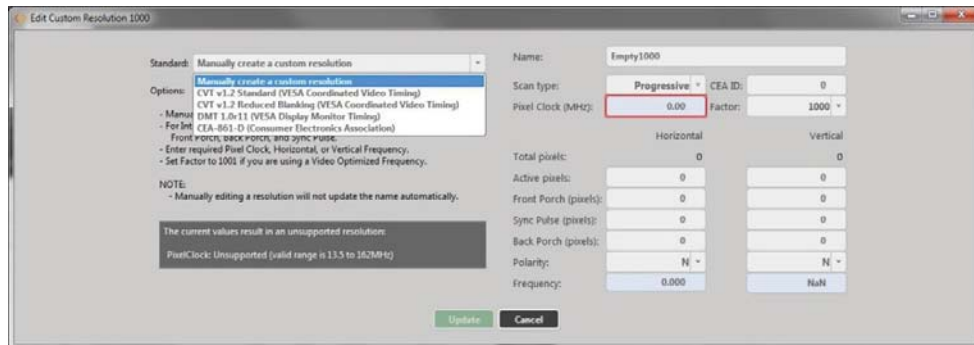 Edit Custom Resolution 1000
Standard: Manually create a custom resolution
Manually create a custom resolution
CVT v1.2 Standard (VESA Coordinated Video Timing)
CVT v1.2 Reduced Blanking (VESA Coordinated Video Timing)
DMT 1.0r11 (VESA Display Monitor Timing)
CEA-861-D (Consumer Electronics Association)
Options:
- Manua
- For Int
Front Porch, Back Porch, and Sync Pulse.
- Enter required Pixel Clock, Horizontal, or Vertical Frequency.
- Set Factor to 1001 if you are using a Video Optimized Frequency.
NOTE:
- Manually editing a resolution will not update the name automatically.
The current values result in an unsupported resolution:
PixelClock: Unsupported (valid range is 13.5 to 162MHz)
Name: Empty1000
Scan type: Progressive CEA ID: 0
Pixel Clock (MHz): 0.00 Factor: 1000
Horizontal Vertical
Total pixels: 0 0
Active pixels: 0 0
Front Porch (pixels): 0 0
Sync Pulse (pixels): 0 0
Back Porch (pixels): 0 0
Polarity: N N
Frequency: 0.000 NaN
Update Cancel